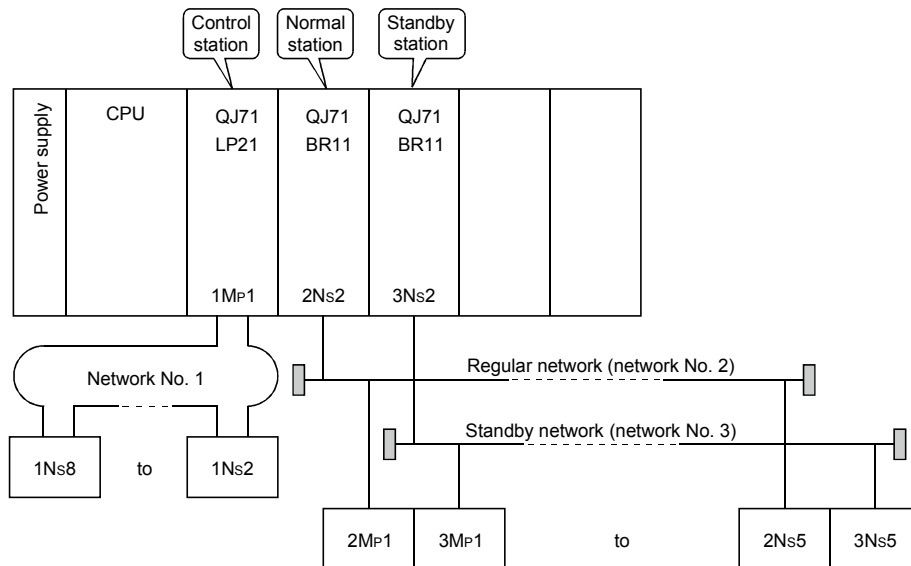 Control
station
Normal
station
Standby
station
Power supply
CPU
QJ71
LP21
QJ71
BR11
QJ71
BR11
1MP1
2NS2
3NS2
Network No. 1
Regular network (network No. 2)
Standby network (network No. 3)
1NS8
to
1NS2
2MP1
3MP1
to
2NS5
3NS5